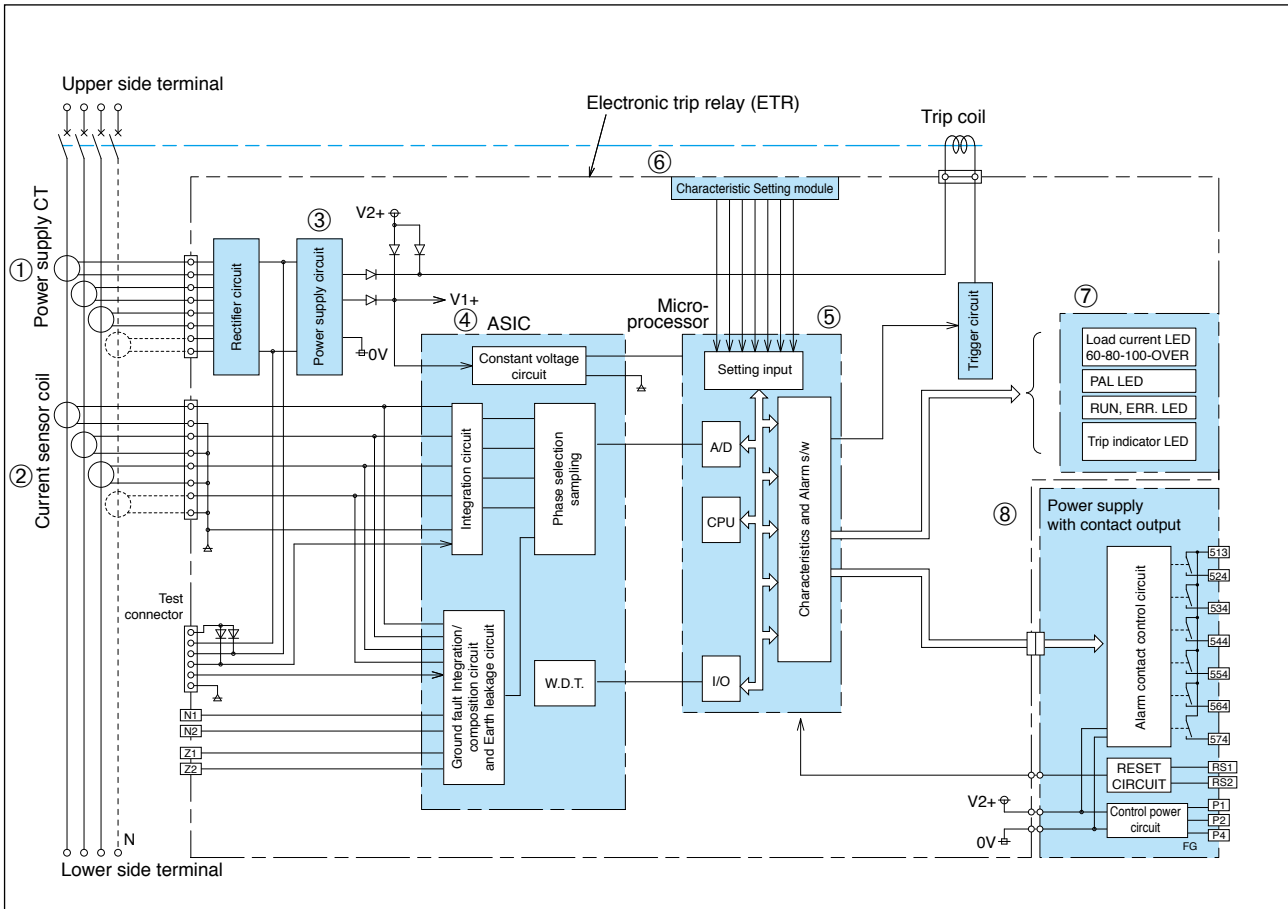 Upper side terminal
Electronic trip relay (ETR)
Trip coil
⑥
Characteristic Setting module
①
Power supply CT
Rectifier circuit
③
Power supply circuit
V2+
V1+
0V
④
ASIC
Constant voltage
circuit
Micro-
processor
⑤
Setting input
Trigger circuit
⑦
Load current LED
60-80-100-OVER
PAL LED
RUN, ERR. LED
Trip indicator LED
②
Current sensor coil
Integration circuit
Phase selection
sampling
A/D
CPU
I/O
Characteristics and Alarm s/w
Test
connector
Ground fault Integration/
composition circuit
and Earth leakage circuit
W.D.T.
N1
N2
Z1
Z2
⑧
Power supply
with contact output
Alarm contact control circuit
513
524
534
544
554
564
574
RESET
CIRCUIT
RS1
RS2
V2+
0V
Control power
circuit
P1
P2
P4
FG
N
Lower side terminal